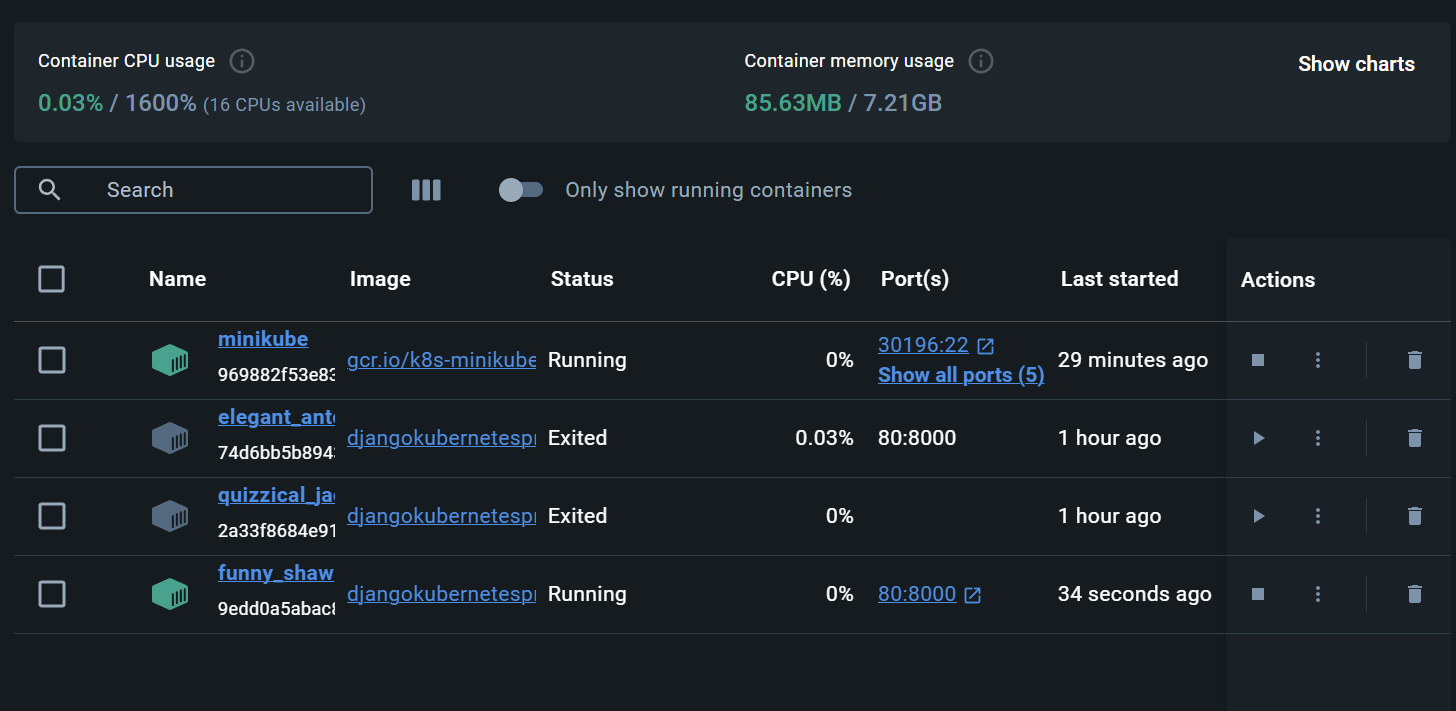 Container CPU usage
0.03% / 1600% (16 CPUs available)
Container memory usage
85.63MB / 7.21GB
Show charts
Search
Only show running containers
Name Image Status CPU (%) Port(s) Last started Actions
minikube
969882f53e83
gcr.io/k8s-minikube Running 0% 30196:22 29 minutes ago
Show all ports (5)
elegant_ant
74d6bb5b894
djangokubernetesp Exited 0.03% 80:8000 1 hour ago
quizzical_ja
2a33f8684e91
djangokubernetesp Exited 0% 1 hour ago
funny_shaw
9edd0a5abac
djangokubernetesp Running 0% 80:8000 34 seconds ago